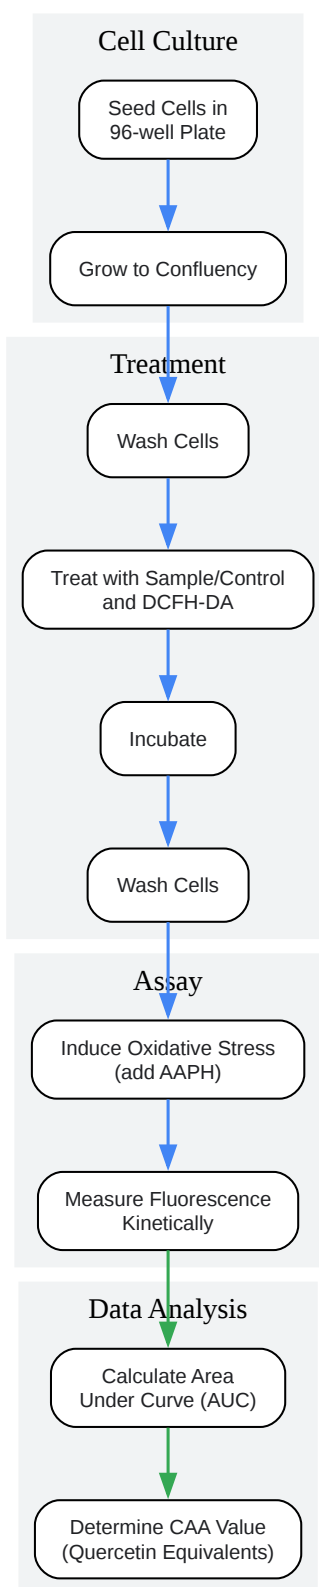 Cell Culture
Seed Cells in
96-well Plate
Grow to Confluency
Treatment
Wash Cells
Treat with Sample/Control
and DCFH-DA
Incubate
Wash Cells
Assay
Induce Oxidative Stress
(add AAPH)
Measure Fluorescence
Kinetically
Data Analysis
Calculate Area
Under Curve (AUC)
Determine CAA Value
(Quercetin Equivalents)